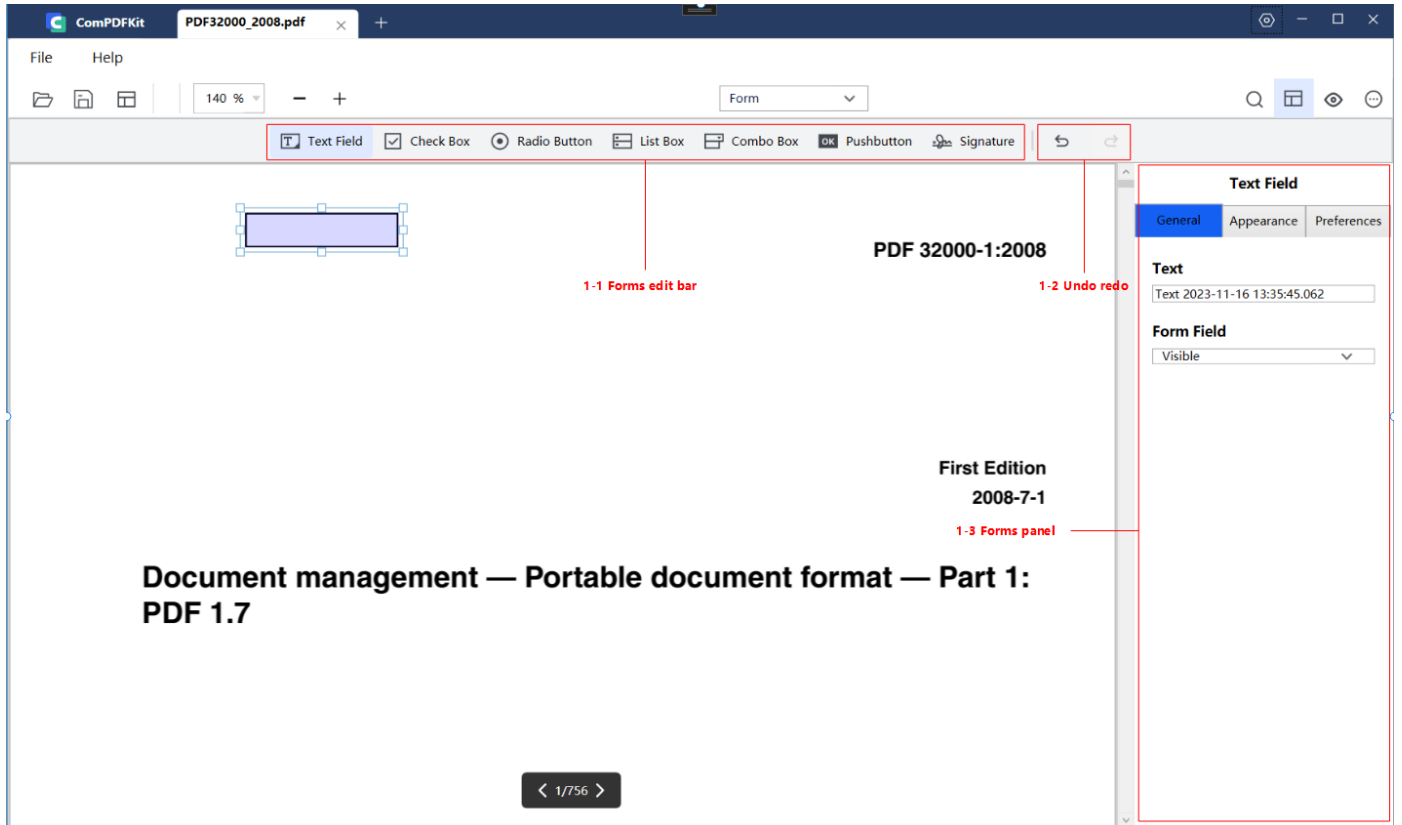 ComPDFKit PDF32000_2008.pdf
File Help
140 % Form
Text Field Check Box Radio Button List Box Combo Box OK Pushbutton Signature
Text Field
General Appearance Preferences
PDF 32000-1:2008
Text
1-1 Forms edit bar 1-2 Undo redo
Text 2023-11-16 13:35:45.062
Form Field
Visible
First Edition
2008-7-1
1-3 Forms panel
Document management — Portable document format — Part 1:
PDF 1.7
1/756